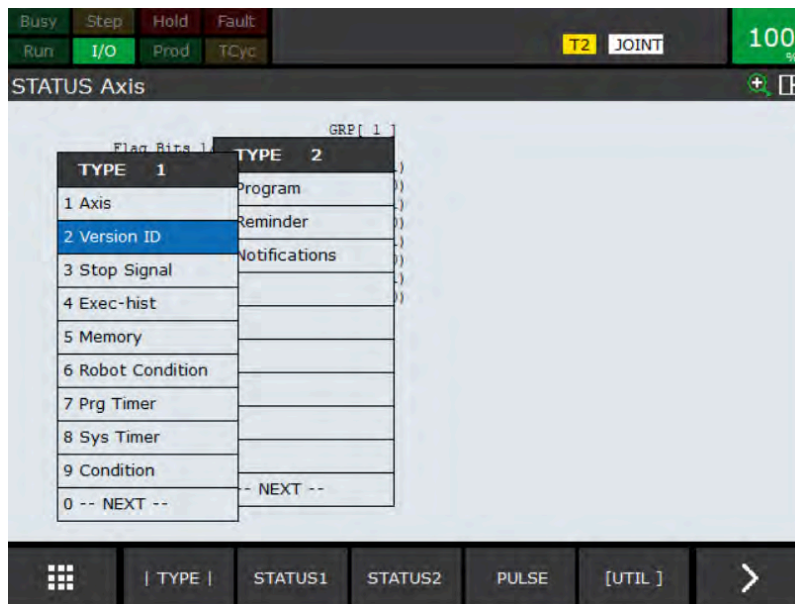 Busy Step Hold Fault
Run I/O Prod TCyc
T2 JOINT
100
%
STATUS Axis
GRP[ 1 ]
Flag Bits 1/
TYPE 1
1 Axis
2 Version ID
3 Stop Signal
4 Exec-hist
5 Memory
6 Robot Condition
7 Prg Timer
8 Sys Timer
9 Condition
0 -- NEXT --
TYPE 2
Program
Reminder
Notifications
-- NEXT --
)
)
)
)
)
)
)
)
| TYPE | STATUS1 STATUS2 PULSE [UTIL ] >